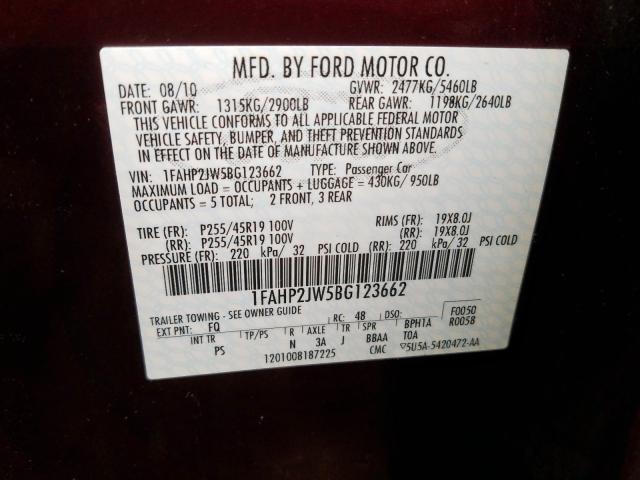 MFD. BY FORD MOTOR CO.
DATE: 08/10 GVWR: 2477KG/5460LB
FRONT GAWR: 1315KG/2900LB REAR GAWR: 1198KG/2640LB
THIS VEHICLE CONFORMS TO ALL APPLICABLE FEDERAL MOTOR
VEHICLE SAFETY, BUMPER, AND THEFT PREVENTION STANDARDS
IN EFFECT ON THE DATE OF MANUFACTURE SHOWN ABOVE.
VIN: 1FAHP2JW5BG123662 TYPE: Passenger Car
MAXIMUM LOAD = OCCUPANTS + LUGGAGE = 430KG/950LB
OCCUPANTS = 5 TOTAL: 2 FRONT, 3 REAR
TIRE (FR): P255/45R19 100V RIMS (FR): 19X8.0J
(RR): P255/45R19 100V (RR): 19X8.0J
PRESSURE (FR): 220 kPa/ 32 PSI COLD (RR): 220 kPa/ 32 PSI COLD
1FAHP2JW5BG123662
TRAILER TOWING - SEE OWNER GUIDE RC: 48 DSO: F0050
EXT PNT: FQ R005B
INT TR TP/PS R AXLE TR SPR BPH1A
PS N 3A J BBAA T0A
1201008187225 CMC ▽5U5A-5420472-AA